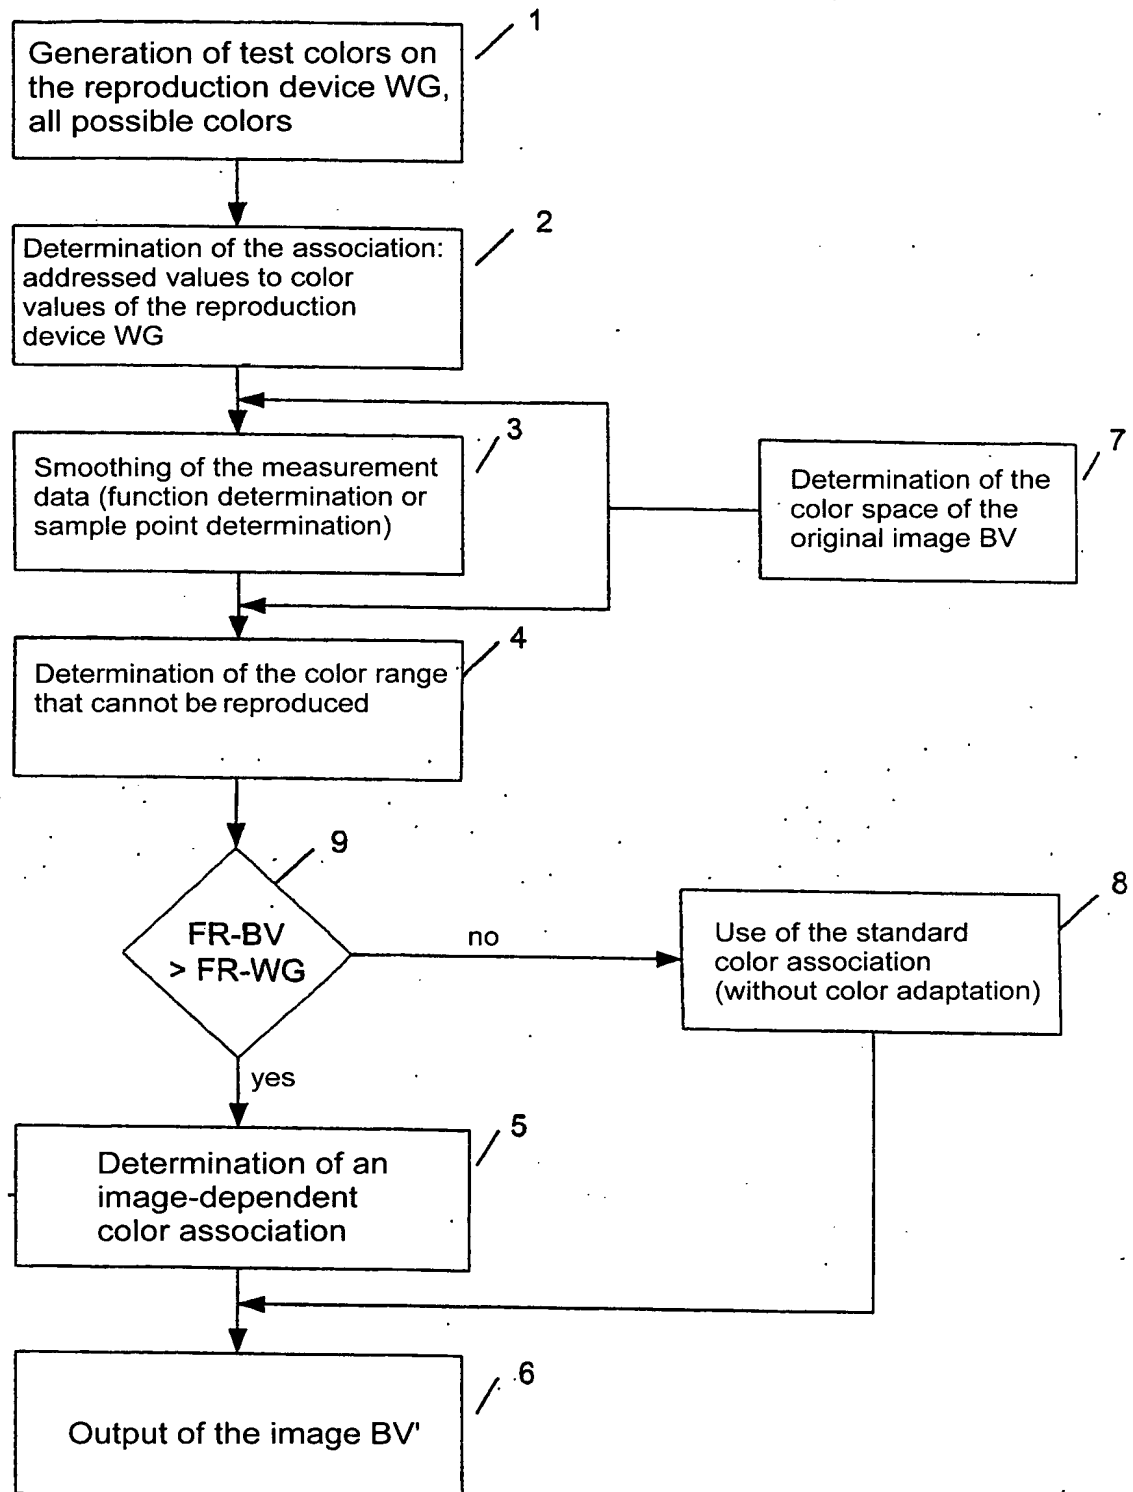 1
Generation of test colors on
the reproduction device WG,
all possible colors
2
Determination of the association:
addressed values to color
values of the reproduction
device WG
3
Smoothing of the measurement
data (function determination or
sample point determination)
7
Determination of the
color space of the
original image BV
4
Determination of the color range
that cannot be reproduced
9
FR-BV
> FR-WG
no
8
Use of the standard
color association
(without color adaptation)
yes
5
Determination of an
image-dependent
color association
6
Output of the image BV'